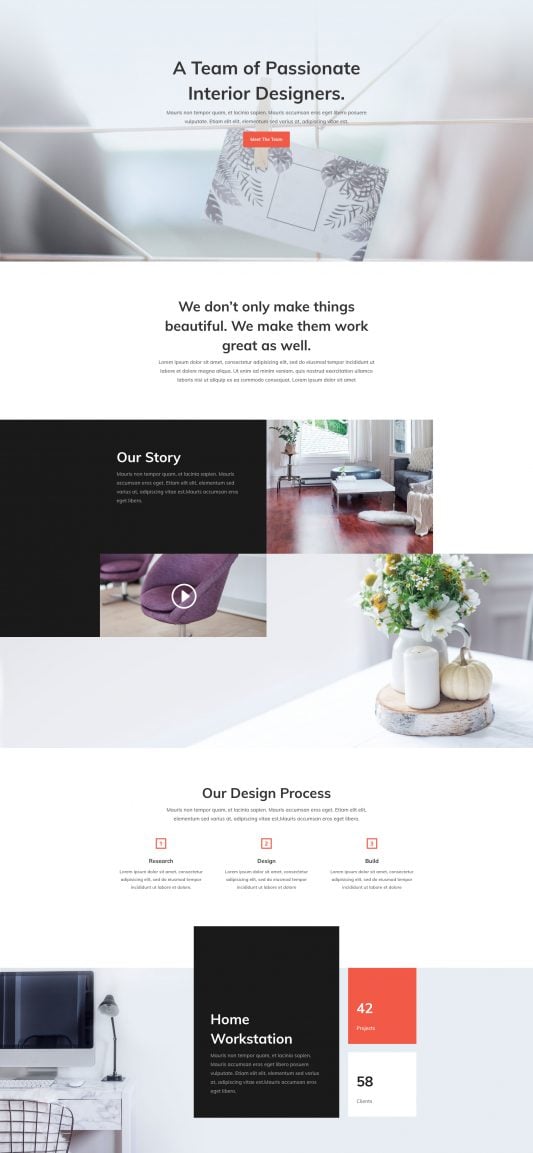 A Team of Passionate
Interior Designers.
Mauris non tempor quam, et lacinia sapien. Mauris accumsan eros eget libero posuere
vulputate. Etiam elit elit, elementum sed varius at, adipiscing vitae est.
Meet The Team
We don't only make things
beautiful. We make them work
great as well.
Lorem ipsum dolor sit amet, consectetur adipiscing elit, sed do eiusmod tempor incididunt ut
labore et dolore magna aliqua. Ut enim ad minim veniam, quis nostrud exercitation ullamco
laboris nisi ut aliquip ex ea commodo consequat. Lorem ipsum dolor sit amet
Our Story
Mauris non tempor quam, et lacinia sapien. Mauris
accumsan eros eget. Etiam elit elit, elementum sed
varius at, adipiscing vitae est.Mauris accumsan eros
eget libero.
Our Design Process
Mauris non tempor quam, et lacinia sapien. Mauris accumsan eros eget. Etiam elit elit,
elementum sed varius at, adipiscing vitae est.Mauris accumsan eros eget libero.
1
2
3
Research
Design
Build
Lorem ipsum dolor sit amet, consectetur
adipiscing elit, sed do eiusmod tempor
incididunt ut labore et dolore.
Lorem ipsum dolor sit amet, consectetur
adipiscing elit, sed do eiusmod tempor
incididunt ut labore et dolore
Lorem ipsum dolor sit amet, consectetur
adipiscing elit, sed do eiusmod tempor
incididunt ut labore et dolore
Home
Workstation
Mauris non tempor quam, et lacinia sapien.
Mauris accumsan eros eget libero posuere
vulputate. Etiam elit elit, elementum sed varius
at, adipiscing vitae est.Mauris accumsan eros
eget libero.
42
Projects
58
Clients